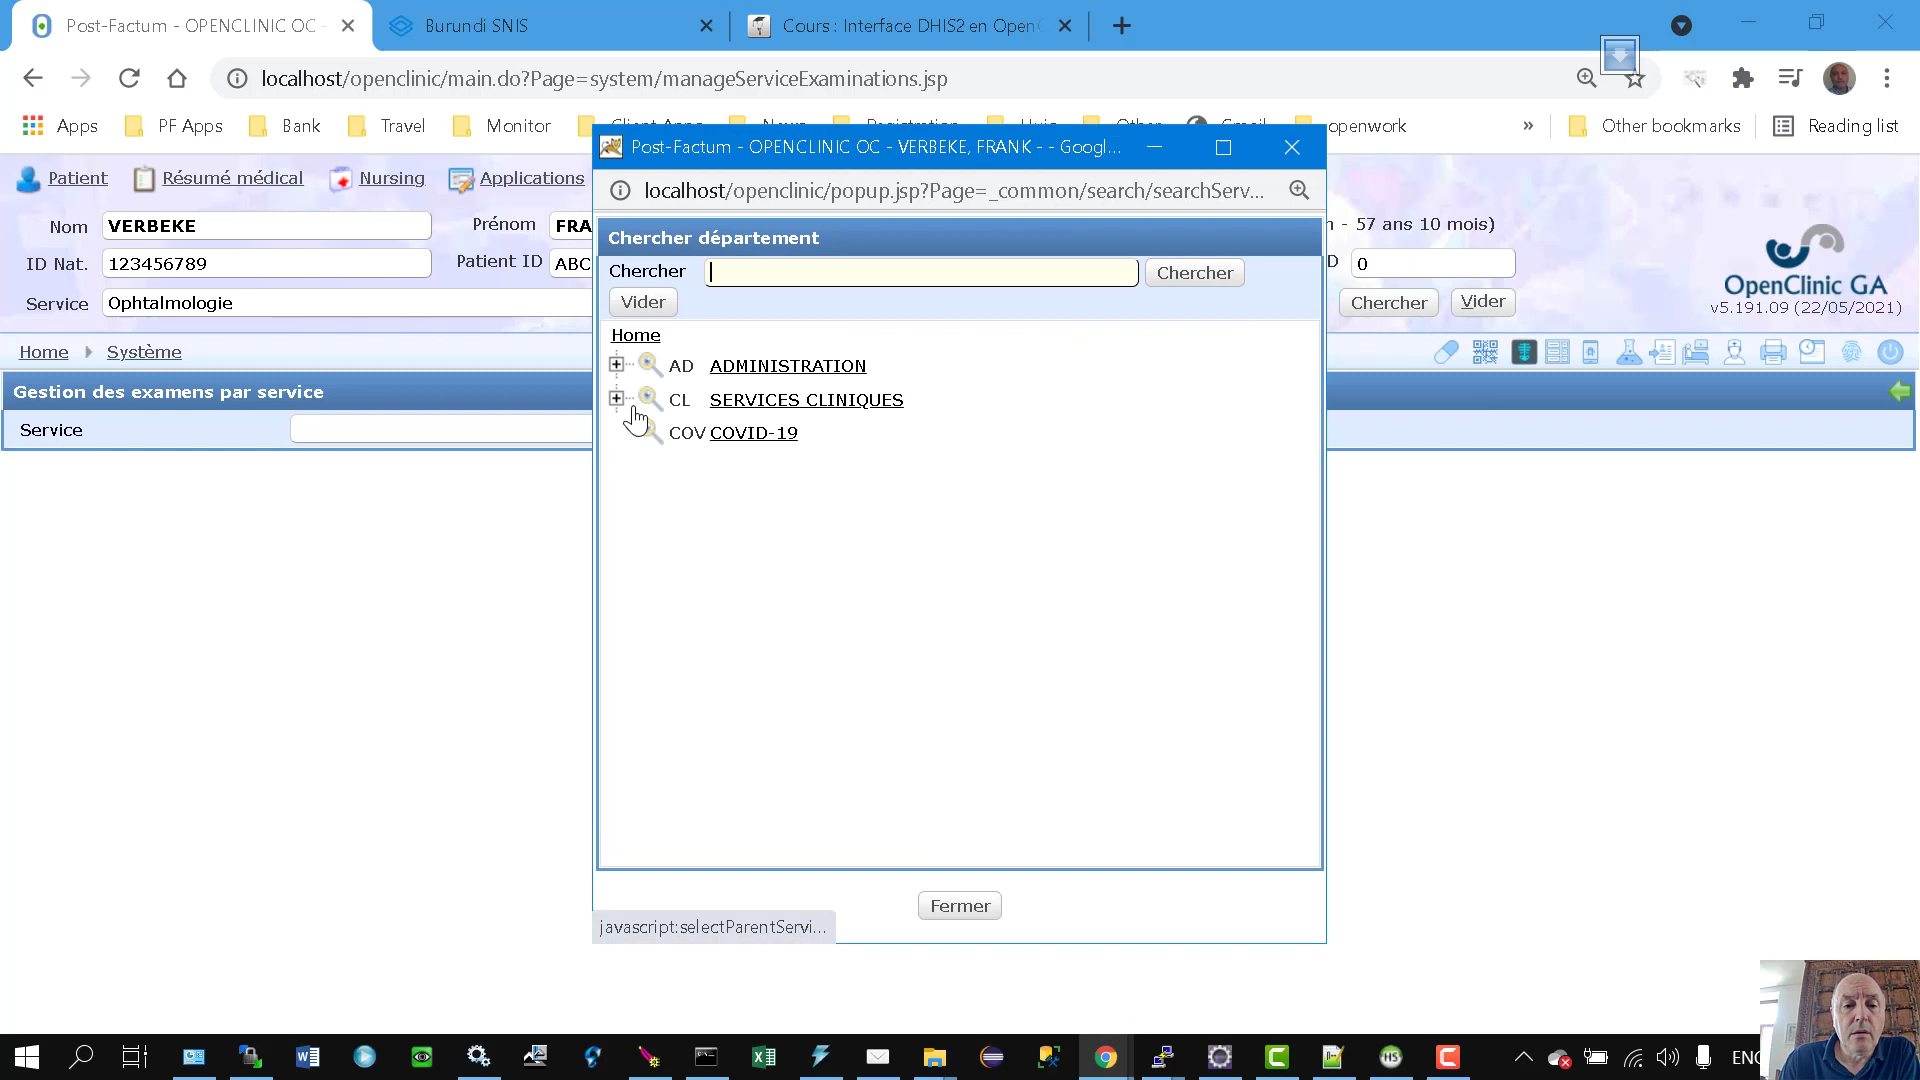 Post-Factum - OPENCLINIC OC -
Burundi SNIS
Cours : Interface DHIS2 en OpenC
localhost/openclinic/main.do?Page=system/manageServiceExaminations.jsp
Apps
PF Apps
Bank
Travel
Monitor
openwork
»
Other bookmarks
Reading list
Post-Factum - OPENCLINIC OC - VERBEKE, FRANK - - Googl...
localhost/openclinic/popup.jsp?Page=_common/search/searchServ...
Patient
Résumé médical
Nursing
Applications
Nom
VERBEKE
Prénom
FRA
- 57 ans 10 mois)
ID Nat.
123456789
Patient ID
ABC
D
0
Service
Ophtalmologie
Chercher
Vider
OpenClinic GA
v5.191.09 (22/05/2021)
Home
Système
Gestion des examens par service
Service
Chercher département
Chercher
Chercher
Vider
Home
AD ADMINISTRATION
CL SERVICES CLINIQUES
COV COVID-19
Fermer
javascript:selectParentServi...
ENG